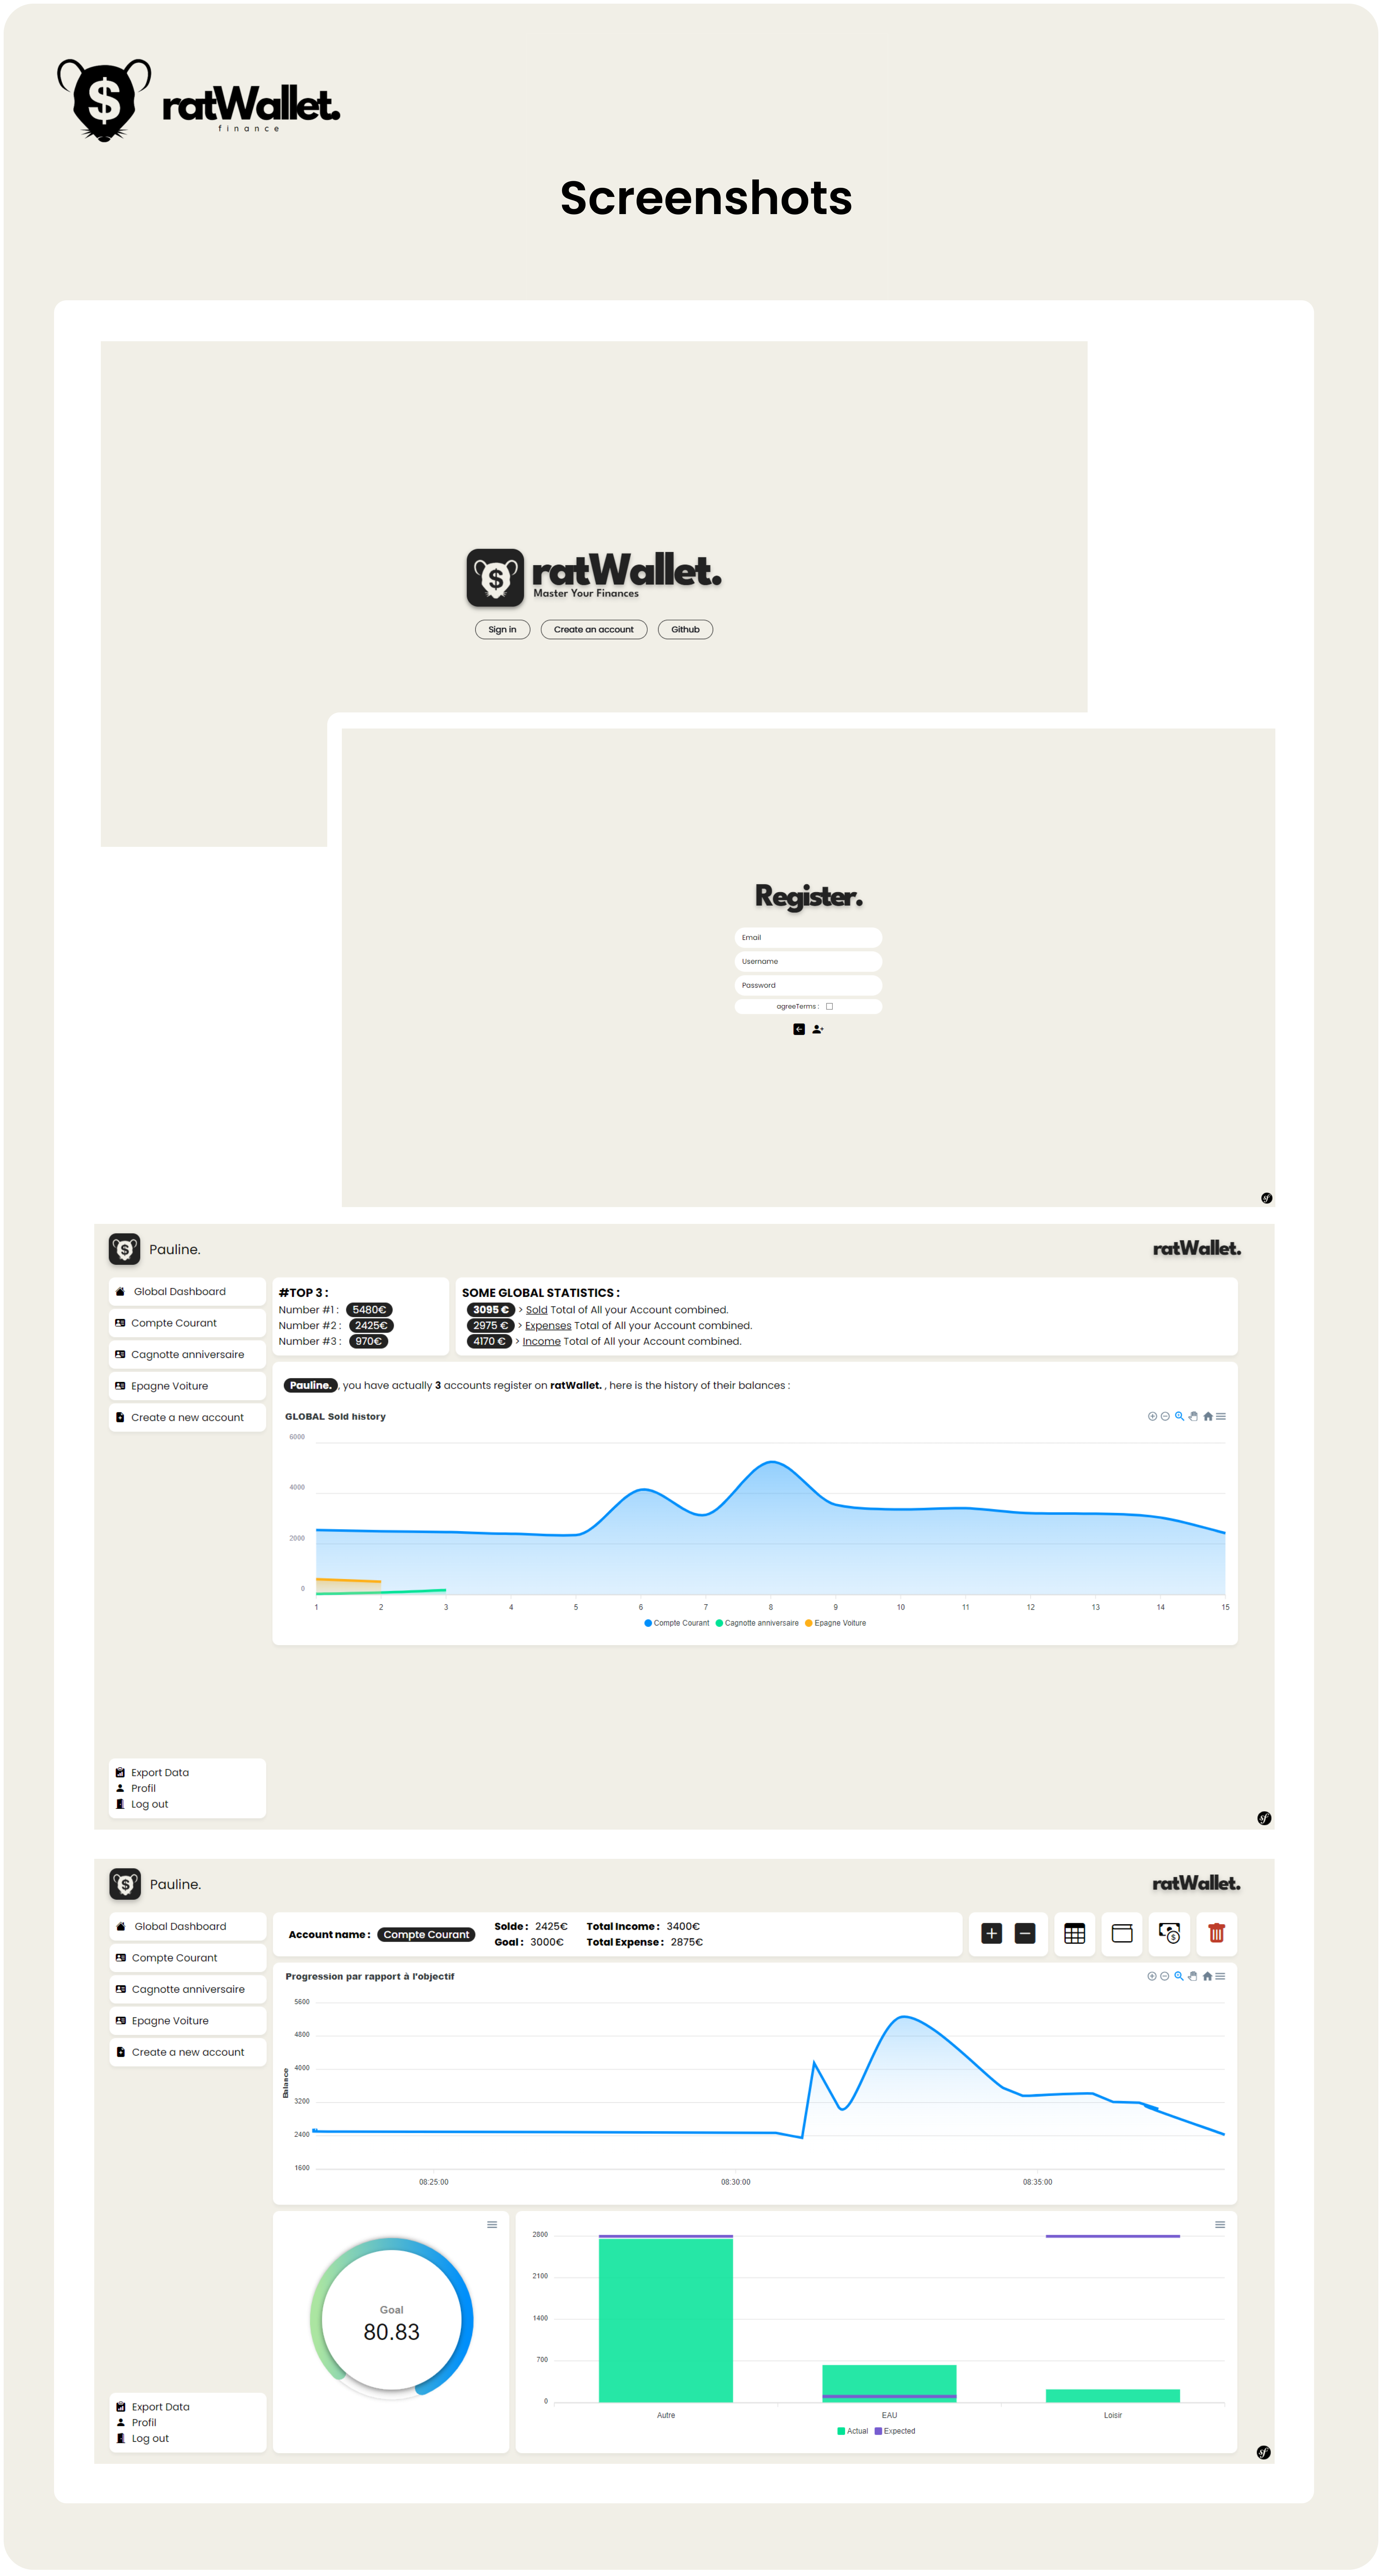 $ ratWallet.
finance
Screenshots
$ ratWallet.
Master Your Finances
Sign in Create an account Github
Register.
Email
Username
Password
agreeTerms :
sf
$ Pauline. ratWallet.
Global Dashboard
Compte Courant
Cagnotte anniversaire
Epagne Voiture
Create a new account
#TOP 3 :
Number #1 : 5480€
Number #2 : 2425€
Number #3 : 970€
SOME GLOBAL STATISTICS :
3095 € > Sold Total of All your Account combined.
2975 € > Expenses Total of All your Account combined.
4170 € > Income Total of All your Account combined.
Pauline. , you have actually 3 accounts register on ratWallet. , here is the history of their balances :
GLOBAL Sold history
6000
4000
2000
0
1 2 3 4 5 6 7 8 9 10 11 12 13 14 15
Compte Courant Cagnotte anniversaire Epagne Voiture
Export Data
Profil
Log out
sf
$ Pauline. ratWallet.
Global Dashboard
Compte Courant
Cagnotte anniversaire
Epagne Voiture
Create a new account
Account name : Compte Courant
Solde : 2425€ Total Income : 3400€
Goal : 3000€ Total Expense : 2875€
$
Progression par rapport à l'objectif
Balance
5600
4800
4000
3200
2400
1600
08:25:00 08:30:00 08:35:00
Goal
80.83
2800
2100
1400
700
0
Autre EAU Loisir
Actual Expected
Export Data
Profil
Log out
sf